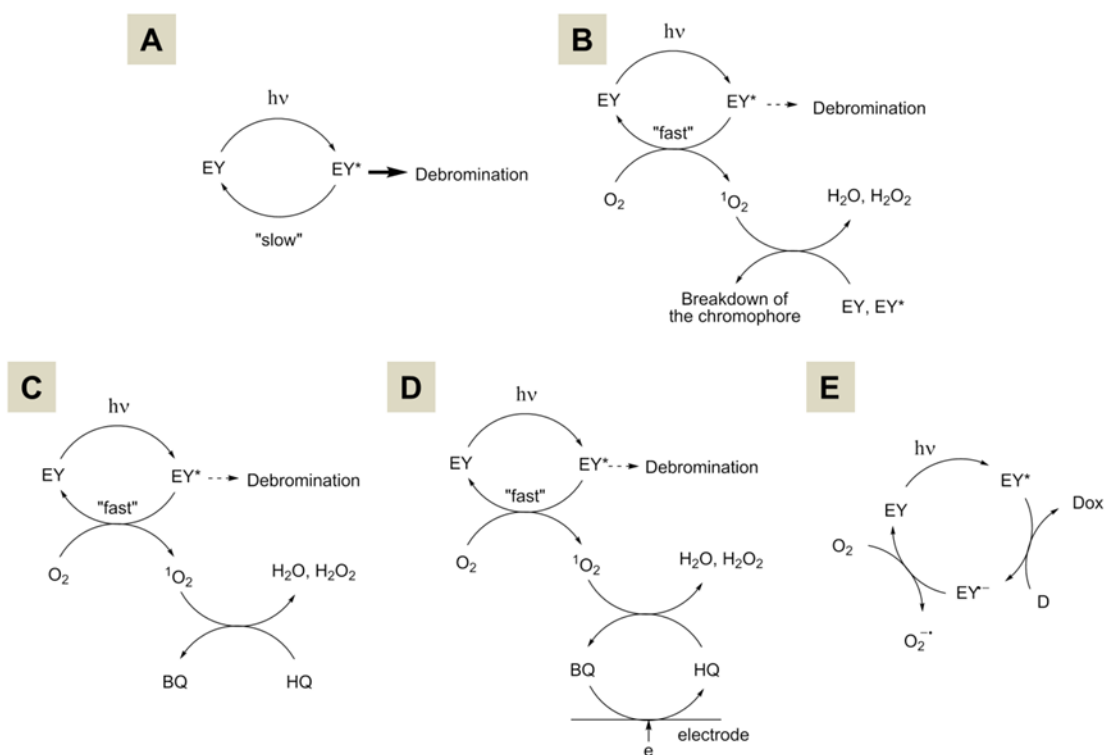 A
hν
EY
EY*
Debromination
"slow"
B
hν
EY
EY*
Debromination
"fast"
O₂
¹O₂
H₂O, H₂O₂
Breakdown of
the chromophore
EY, EY*
C
hν
EY
EY*
Debromination
"fast"
O₂
¹O₂
H₂O, H₂O₂
BQ
HQ
D
hν
EY
EY*
Debromination
"fast"
O₂
¹O₂
H₂O, H₂O₂
BQ
HQ
electrode
e
E
hν
EY*
EY
Dox
O₂
EY•−
D
O₂−•